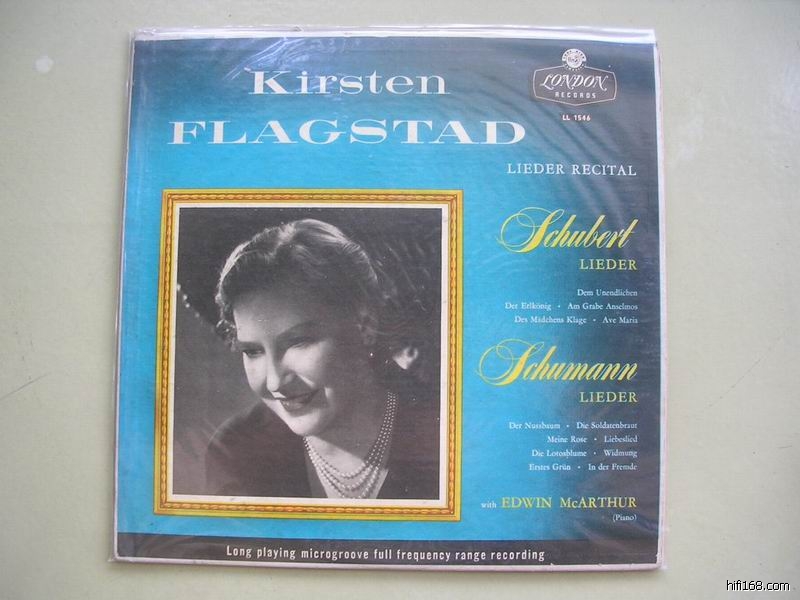 Kirsten
FLAGSTAD
LONDON
RECORDS
LL 1546
LIEDER RECITAL
Schubert
LIEDER
Dem Unendlichen
Der Erlkönig • Am Grabe Anselmos
Des Mädchens Klage • Ave Maria
Schumann
LIEDER
Der Nussbaum • Die Soldatenbraut
Meine Rose • Liebeslied
Die Lotosblume • Widmung
Erstes Grün • In der Fremde
with EDWIN McARTHUR
(Piano)
Long playing microgroove full frequency range recording
hifi168.com